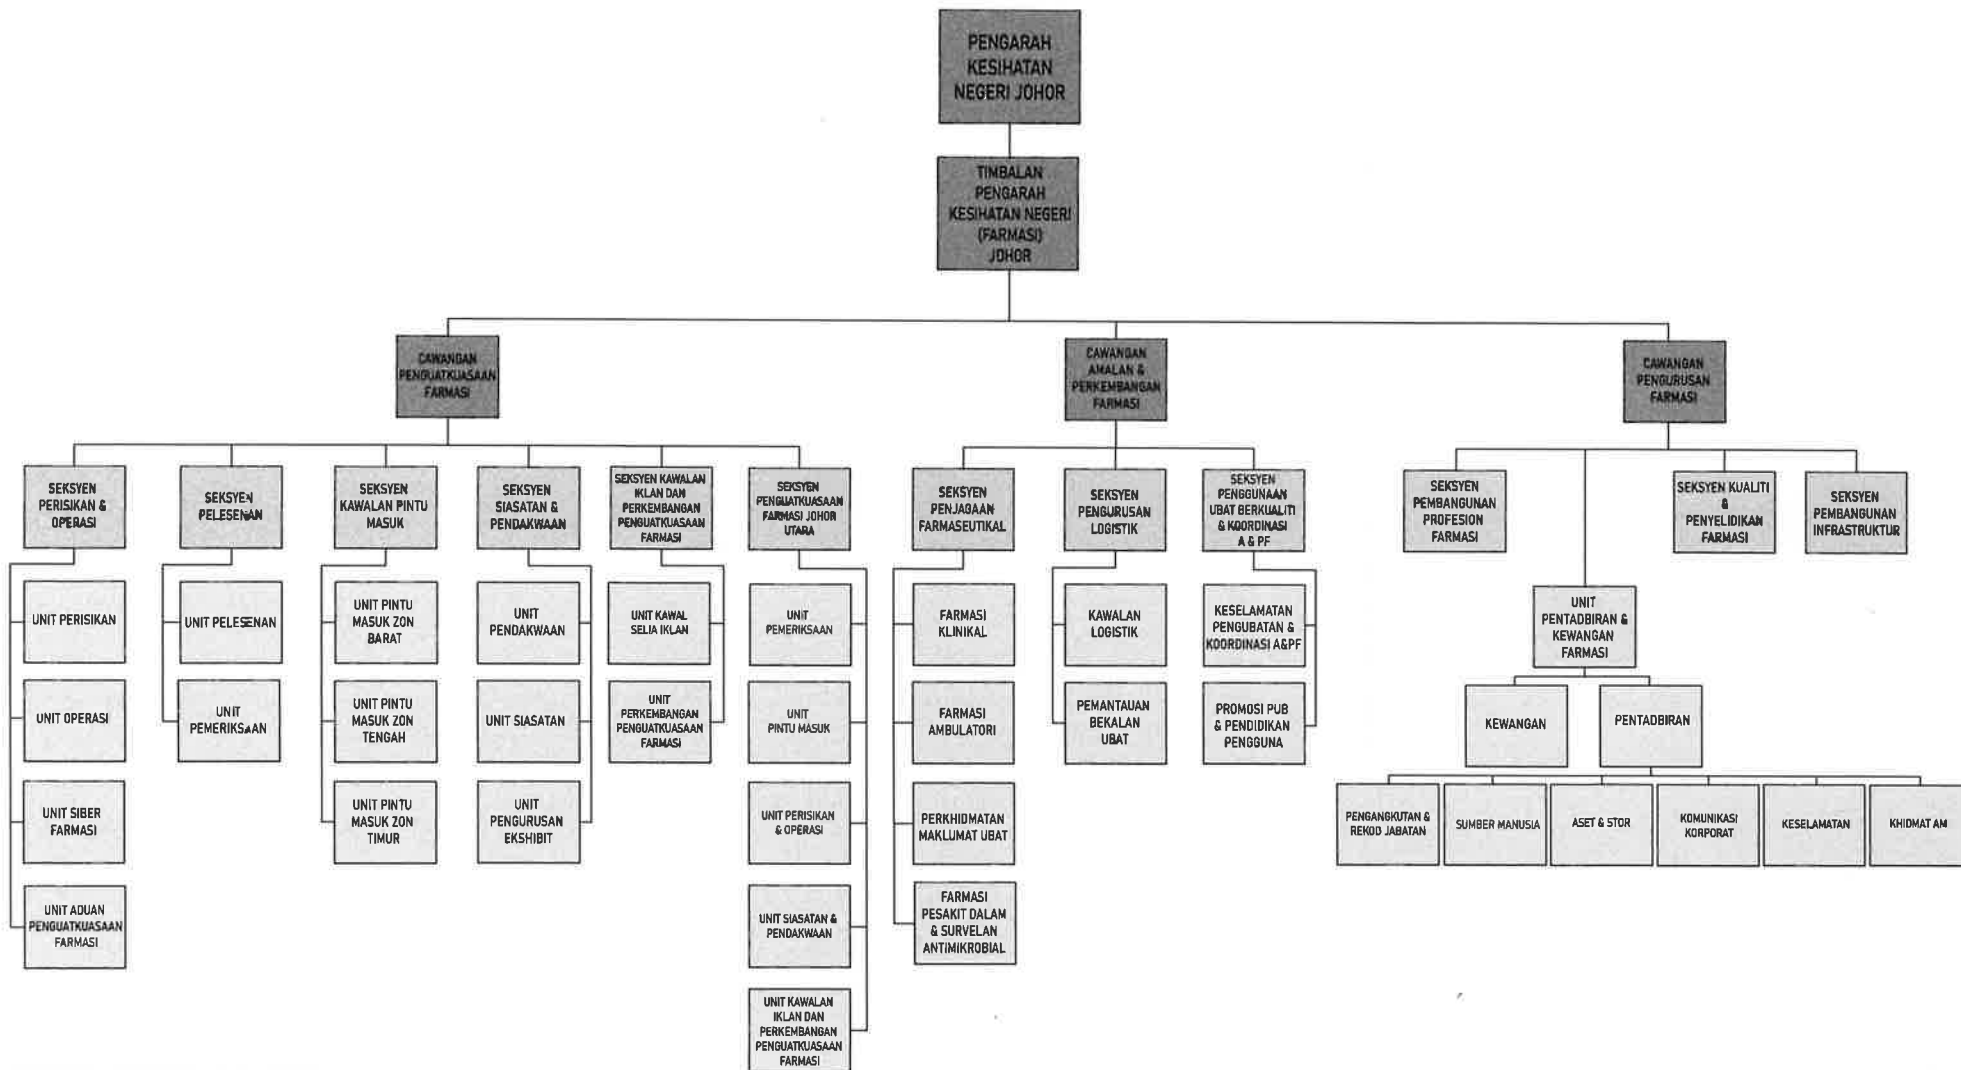 PENGARAH
KESIHATAN
NEGERI JOHOR
TIMBALAN
PENGARAH
KESIHATAN NEGERI
(FARMASI)
JOHOR
CAWANGAN
PENGUATKUASAAN
FARMASI
CAWANGAN
AMALAN &
PERKEMBANGAN
FARMASI
CAWANGAN
PENGURUSAN
FARMASI
SEKSYEN
PERISIKAN &
OPERASI
SEKSYEN
PELESENAN
SEKSYEN
KAWALAN PINTU
MASUK
SEKSYEN
SIASATAN &
PENDAKWAAN
SEKSYEN KAWALAN
IKLAN DAN
PERKEMBANGAN
PENGUATKUASAAN
FARMASI
SEKSYEN
PENGUATKUASAAN
FARMASI JOHOR
UTARA
SEKSYEN
PENJAGAAN
FARMASEUTIKAL
SEKSYEN
PENGURUSAN
LOGISTIK
SEKSYEN
PENGGUNAAN
UBAT BERKUALITI
& KOORDINASI
A & PF
SEKSYEN
PEMBANGUNAN
PROFESION
FARMASI
SEKSYEN KUALITI
&
PENYELIDIKAN
FARMASI
SEKSYEN
PEMBANGUNAN
INFRASTRUKTUR
UNIT PERISIKAN
UNIT OPERASI
UNIT SIBER
FARMASI
UNIT ADUAN
PENGUATKUASAAN
FARMASI
UNIT PELESENAN
UNIT
PEMERIKSAAN
UNIT PINTU
MASUK ZON
BARAT
UNIT PINTU
MASUK ZON
TENGAH
UNIT PINTU
MASUK ZON
TIMUR
UNIT
PENDAKWAAN
UNIT SIASATAN
UNIT
PENGURUSAN
EKSHIBIT
UNIT KAWAL
SELIA IKLAN
UNIT
PERKEMBANGAN
PENGUATKUASAAN
FARMASI
UNIT
PEMERIKSAAN
UNIT
PINTU MASUK
UNIT PERISIKAN
& OPERASI
UNIT SIASATAN &
PENDAKWAAN
UNIT KAWALAN
IKLAN DAN
PERKEMBANGAN
PENGUATKUASAAN
FARMASI
FARMASI
KLINIKAL
FARMASI
AMBULATORI
PERKHIDMATAN
MAKLUMAT UBAT
FARMASI
PESAKIT DALAM
& SURVELAN
ANTIMIKROBIAL
KAWALAN
LOGISTIK
PEMANTAUAN
BEKALAN
UBAT
KESELAMATAN
PENGUBATAN &
KOORDINASI A&PF
PROMOSI PUB
& PENDIDIKAN
PENGGUNA
UNIT
PENTADBIRAN &
KEWANGAN
FARMASI
KEWANGAN
PENTADBIRAN
PENGANGKUTAN &
REKOD JABATAN
SUMBER MANUSIA
ASET & STOR
KOMUNIKASI
KORPORAT
KESELAMATAN
KHIDMAT AM